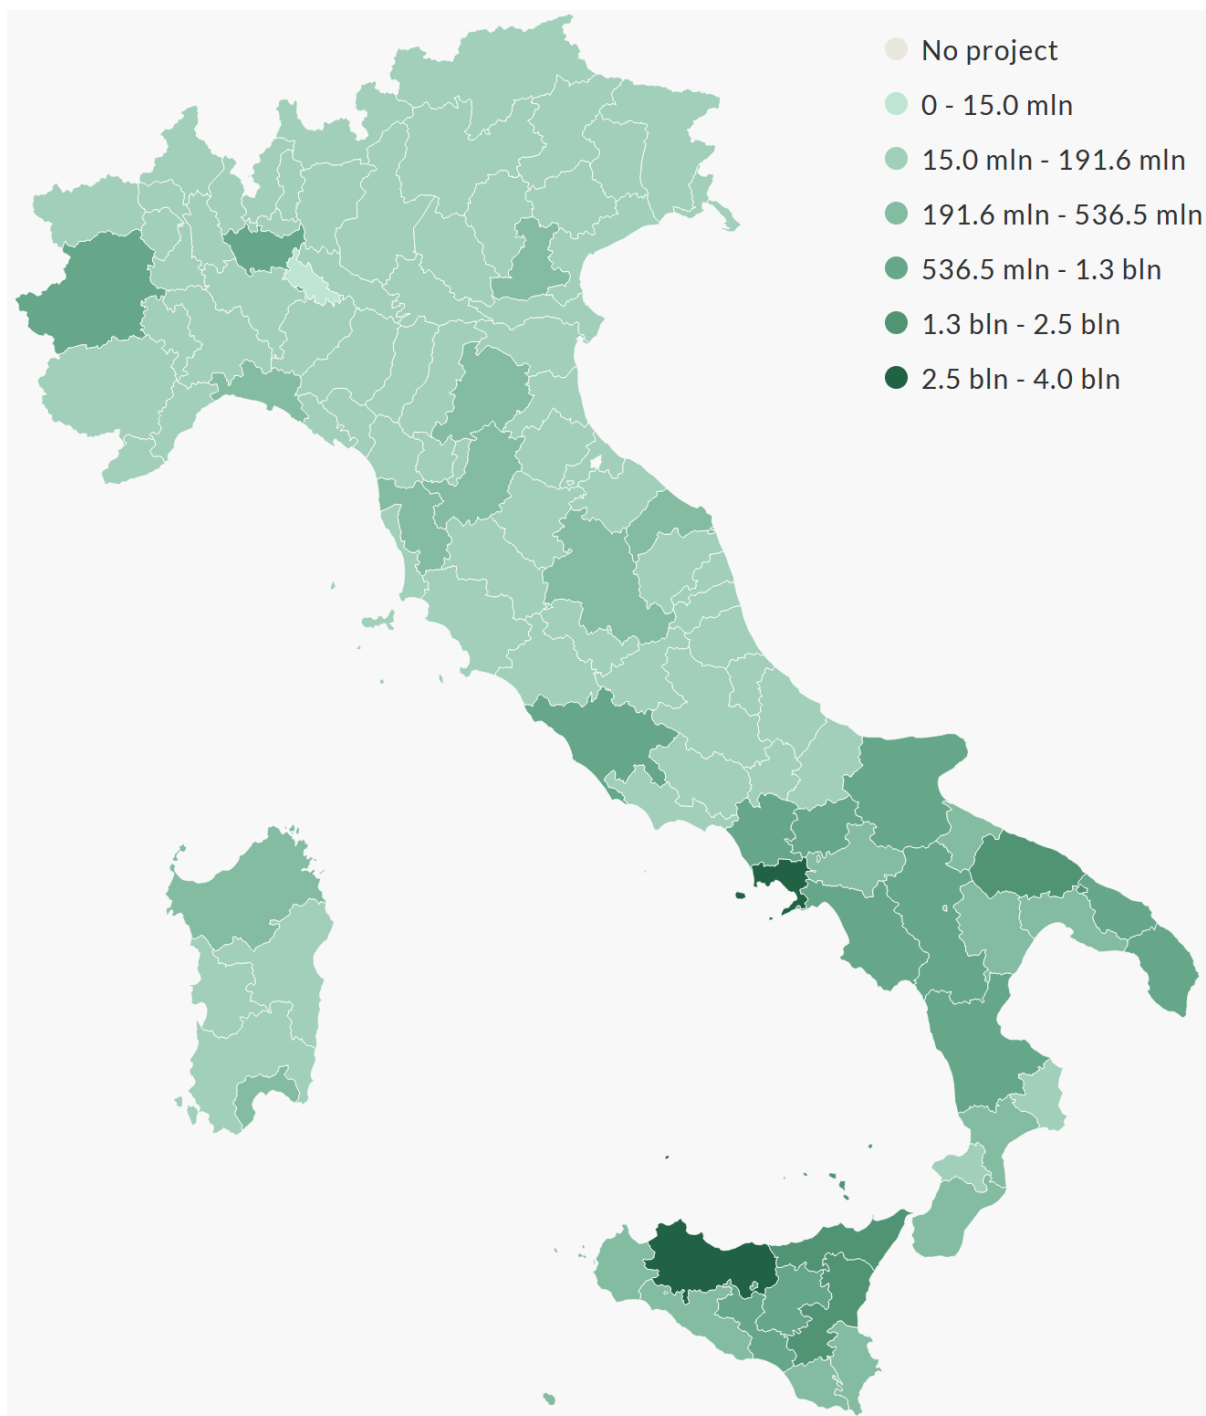 No project
0 - 15.0 mln
15.0 mln - 191.6 mln
191.6 mln - 536.5 mln
536.5 mln - 1.3 bln
1.3 bln - 2.5 bln
2.5 bln - 4.0 bln